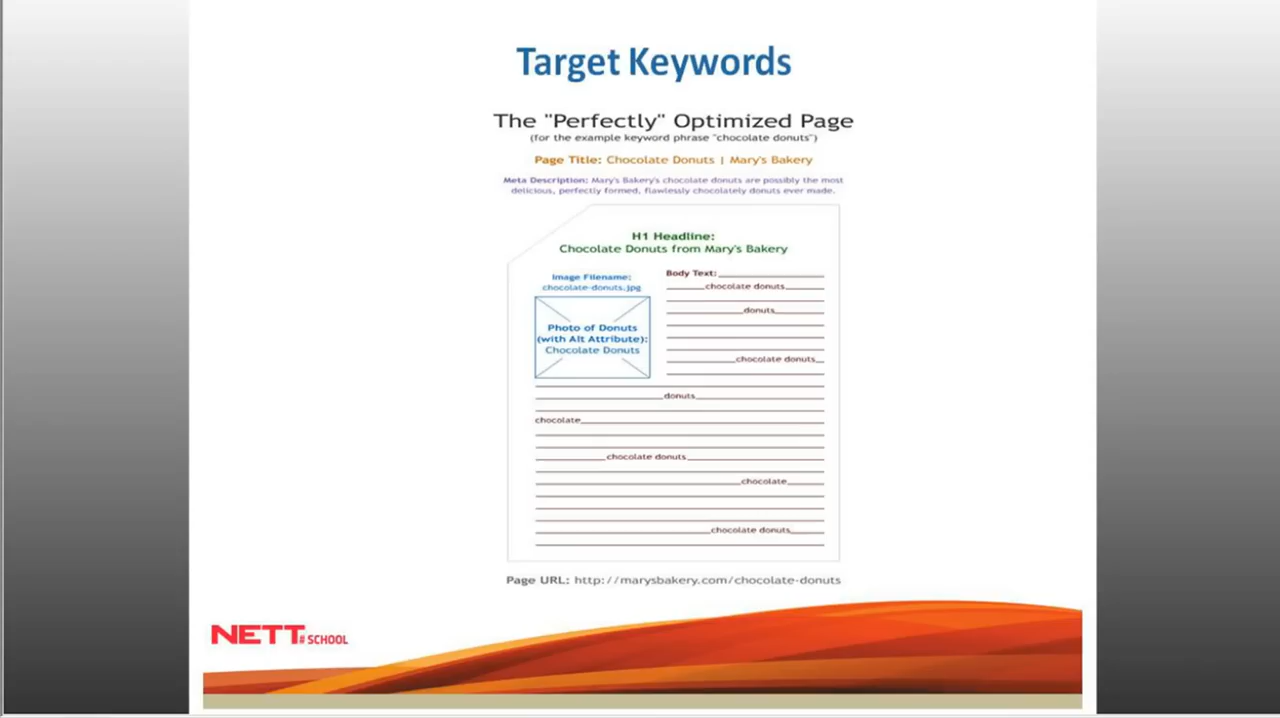 Target Keywords
The "Perfectly" Optimized Page
(for the example keyword phrase "chocolate donuts")
Page Title: Chocolate Donuts | Mary's Bakery
Meta Description: Mary's Bakery's chocolate donuts are possibly the most
delicious, perfectly formed, flawlessly chocolately donuts ever made.
H1 Headline:
Chocolate Donuts from Mary's Bakery
Image Filename:
chocolate-donuts.jpg
Photo of Donuts
(with Alt Attribute):
Chocolate Donuts
Body Text:
chocolate donuts
donuts
chocolate donuts
donuts
chocolate
chocolate donuts
chocolate
chocolate donuts
Page URL: http://marysbakery.com/chocolate-donuts
NETT SCHOOL